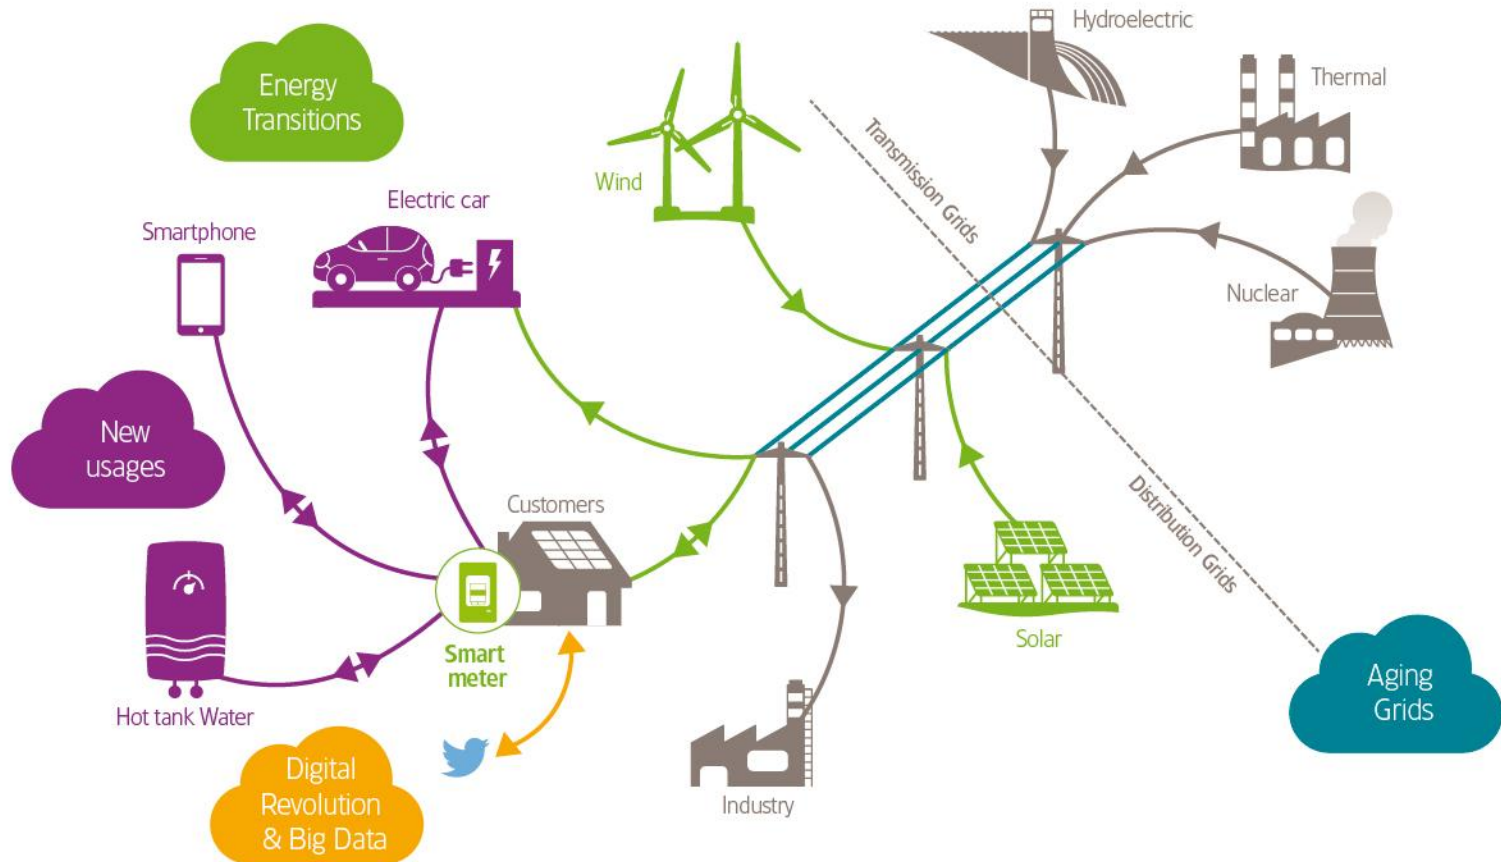 Energy
Transitions
Hydroelectric
Thermal
Transmission Grids
Wind
Electric car
Smartphone
Nuclear
New
usages
Customers
Distribution Grids
Solar
Smart
meter
Hot tank Water
Aging
Grids
Digital
Revolution
& Big Data
Industry